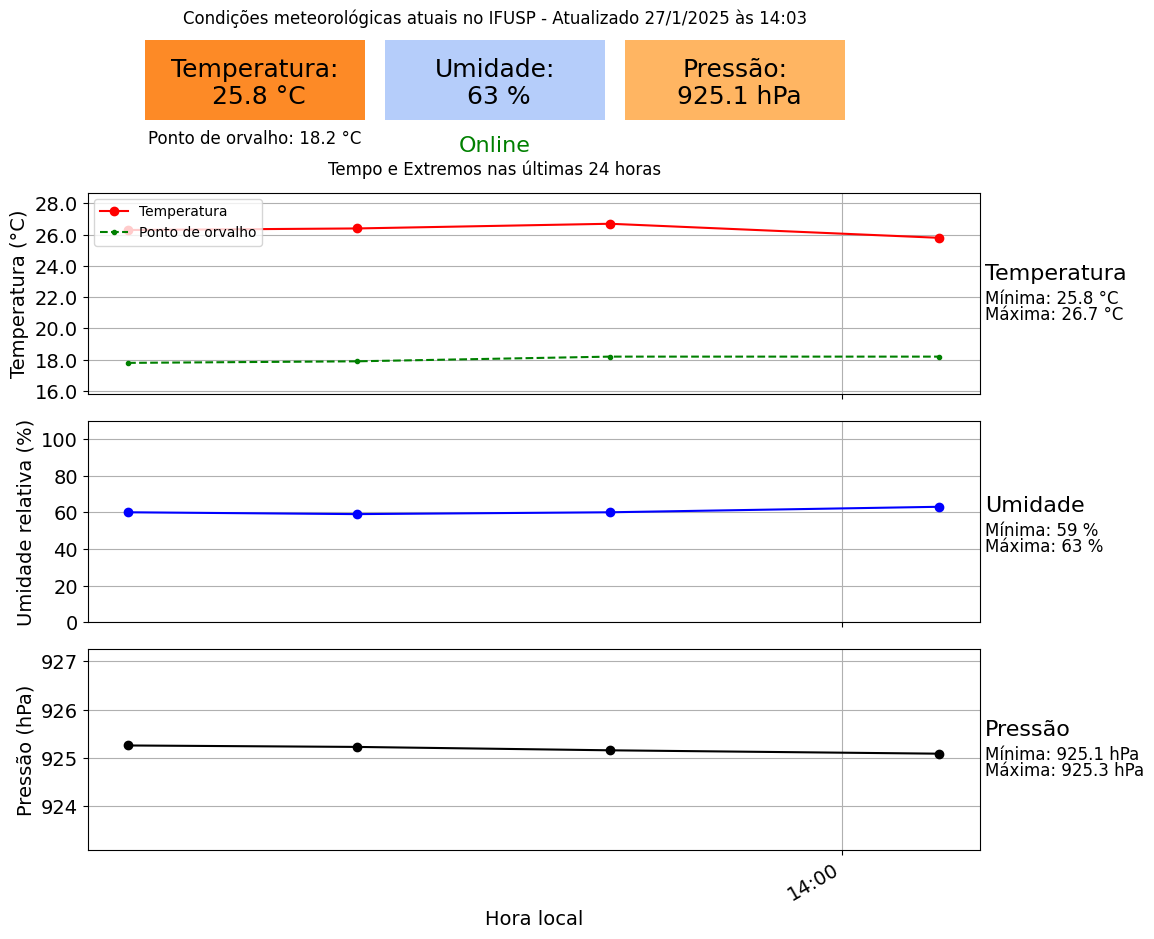 Condições meteorológicas atuais no IFUSP - Atualizado 27/1/2025 às 14:03
Temperatura:
25.8 °C
Umidade:
63 %
Pressão:
925.1 hPa
Ponto de orvalho: 18.2 °C
Online
Tempo e Extremos nas últimas 24 horas
Temperatura (°C)
28.0
26.0
24.0
22.0
20.0
18.0
16.0
Temperatura
Ponto de orvalho
Temperatura
Mínima: 25.8 °C
Máxima: 26.7 °C
Umidade relativa (%)
100
80
60
40
20
0
Umidade
Mínima: 59 %
Máxima: 63 %
Pressão (hPa)
927
926
925
924
Pressão
Mínima: 925.1 hPa
Máxima: 925.3 hPa
14:00
Hora local